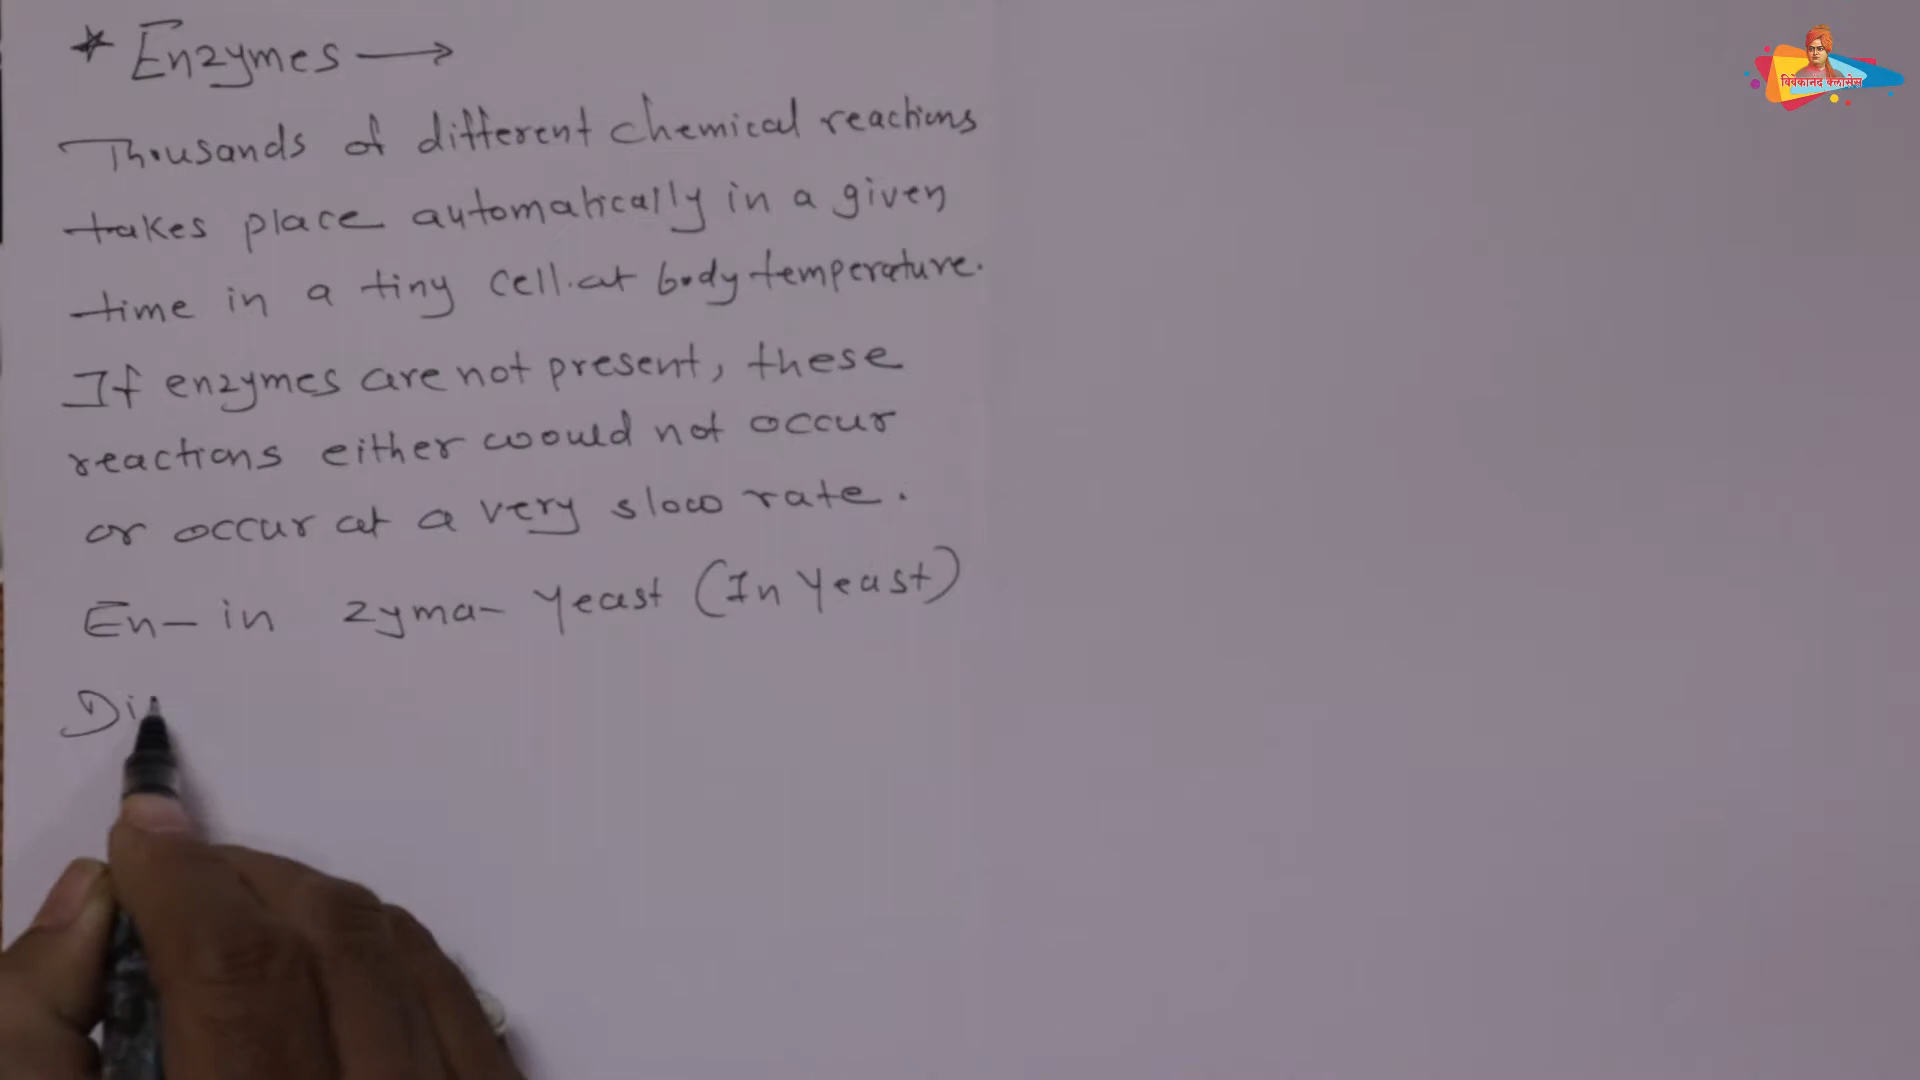 * Enzymes →
Thousands of different chemical reactions
takes place automatically in a given
time in a tiny cell.at body temperature.
If enzymes are not present, these
reactions either would not occur
or occur at a very slow rate.
En- in zyma- Yeast (In Yeast)
Di
विवेकानंद क्लासेस